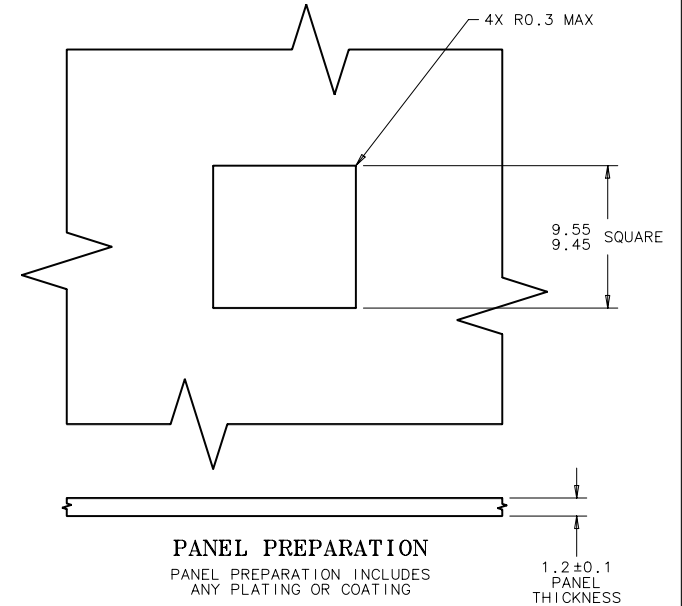 4X R0.3 MAX
9.55
9.45 SQUARE
PANEL PREPARATION
PANEL PREPARATION INCLUDES
ANY PLATING OR COATING
1.2±0.1
PANEL
THICKNESS